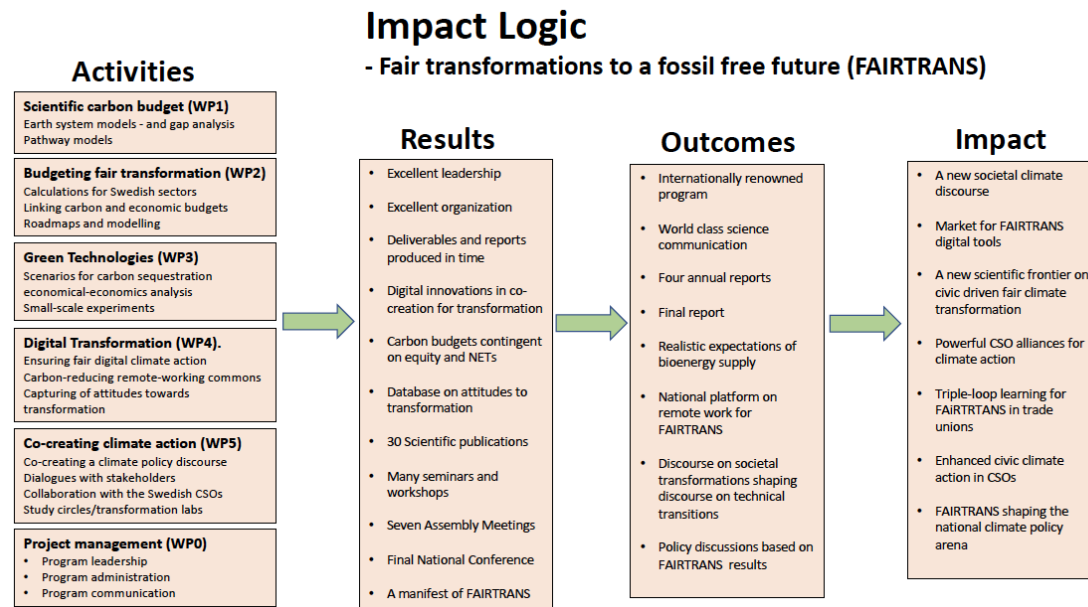 Impact Logic
- Fair transformations to a fossil free future (FAIRTRANS)
Activities
Scientific carbon budget (WP1)
Earth system models - and gap analysis
Pathway models
Budgeting fair transformation (WP2)
Calculations for Swedish sectors
Linking carbon and economic budgets
Roadmaps and modelling
Green Technologies (WP3)
Scenarios for carbon sequestration
economical-economics analysis
Small-scale experiments
Digital Transformation (WP4).
Ensuring fair digital climate action
Carbon-reducing remote-working commons
Capturing of attitudes towards
transformation
Co-creating climate action (WP5)
Co-creating a climate policy discourse
Dialogues with stakeholders
Collaboration with the Swedish CSOs
Study circles/transformation labs
Project management (WP0)
• Program leadership
• Program administration
• Program communication
Results
• Excellent leadership
• Excellent organization
• Deliverables and reports
produced in time
• Digital innovations in co-
creation for transformation
• Carbon budgets contingent
on equity and NETs
• Database on attitudes to
transformation
• 30 Scientific publications
• Many seminars and
workshops
• Seven Assembly Meetings
• Final National Conference
• A manifest of FAIRTRANS
Outcomes
• Internationally renowned
program
• World class science
communication
• Four annual reports
• Final report
• Realistic expectations of
bioenergy supply
• National platform on
remote work for
FAIRTRANS
• Discourse on societal
transformations shaping
discourse on technical
transitions
• Policy discussions based on
FAIRTRANS results
Impact
• A new societal climate
discourse
• Market for FAIRTRANS
digital tools
• A new scientific frontier on
civic driven fair climate
transformation
• Powerful CSO alliances for
climate action
• Triple-loop learning for
FAIRTRTANS in trade
unions
• Enhanced civic climate
action in CSOs
• FAIRTRANS shaping the
national climate policy
arena